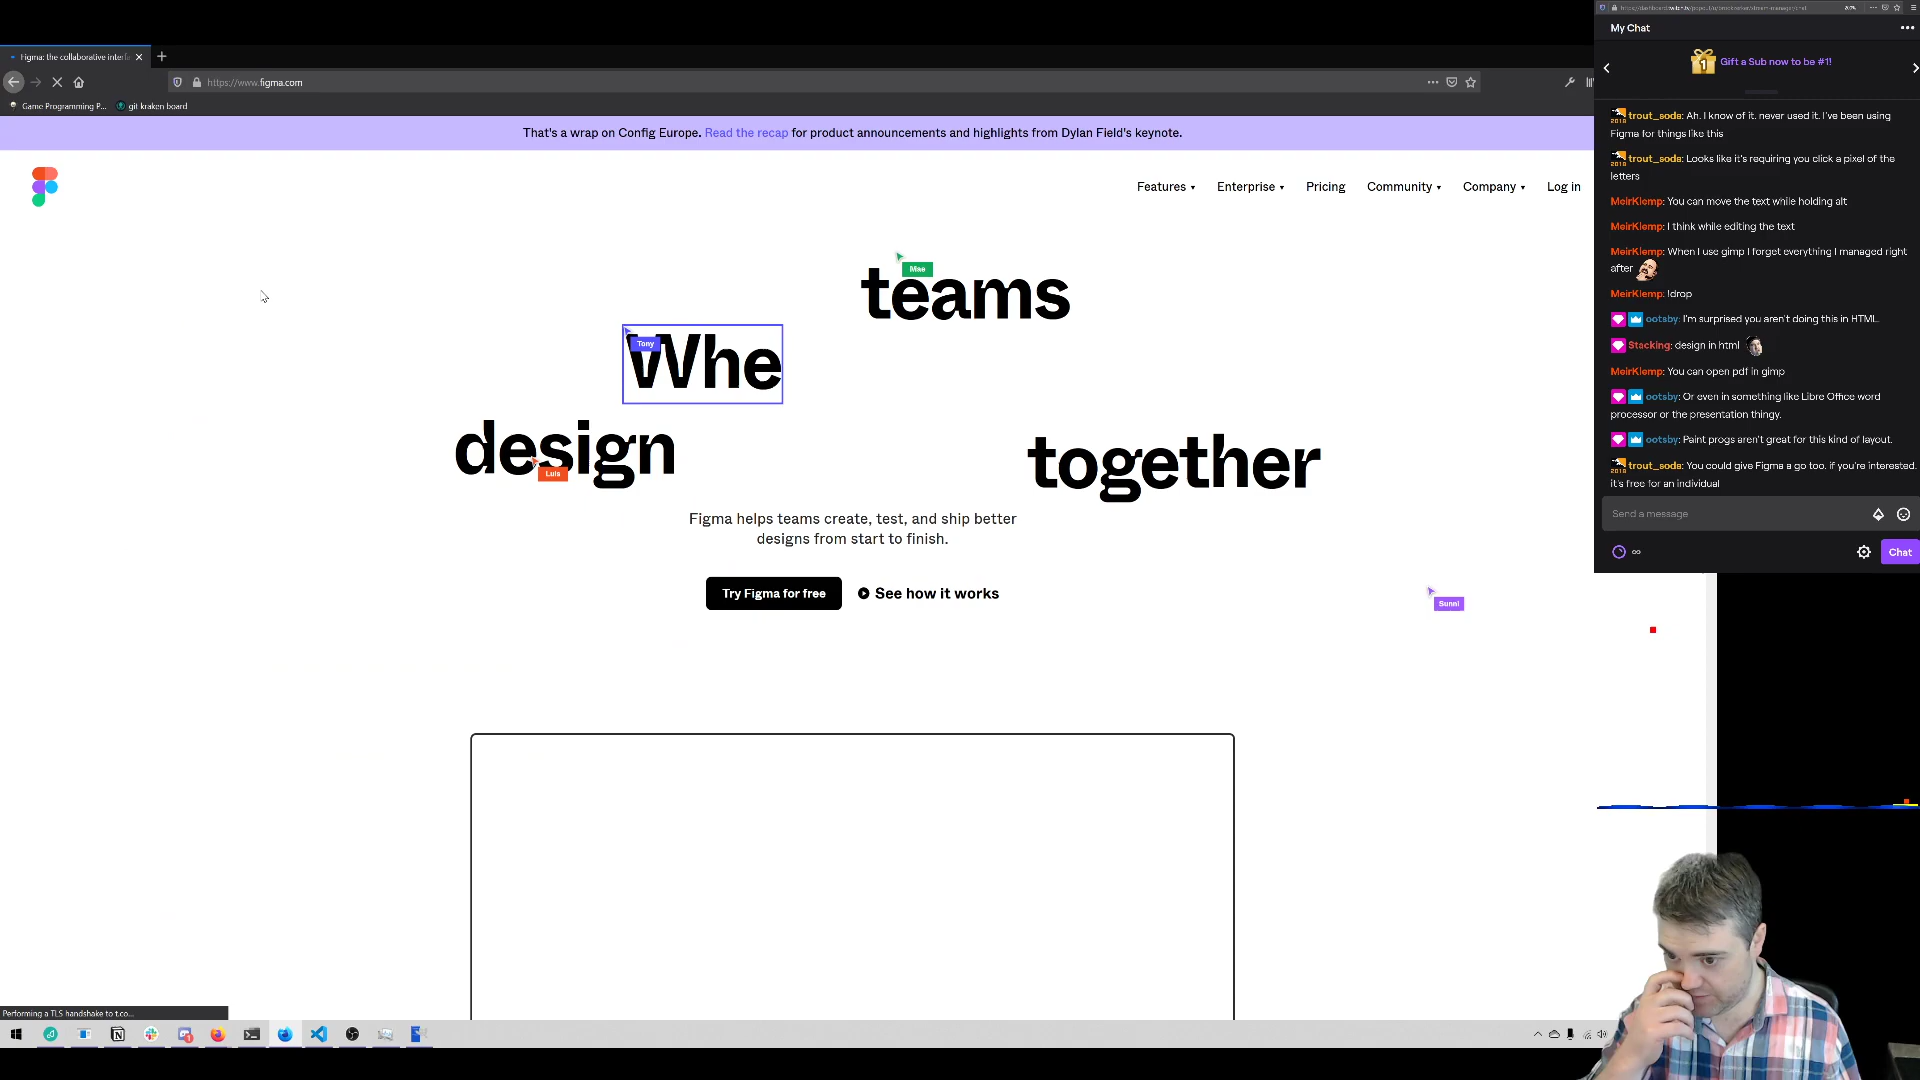 Figma: the collaborative interfa
https://www.figma.com
Game Programming P...
git kraken board
That's a wrap on Config Europe. Read the recap for product announcements and highlights from Dylan Field's keynote.
Features
Enterprise
Pricing
Community
Company
Log in
Mae
teams
Tony
Whe
design
Luis
together
Figma helps teams create, test, and ship better
designs from start to finish.
Try Figma for free
See how it works
Sunni
Performing a TLS handshake to t.co...
My Chat
1
Gift a Sub now to be #1!
trout_soda: Ah. I know of it. never used it. I've been using
Figma for things like this
trout_soda: Looks like it's requiring you click a pixel of the
letters
MeirKlemp: You can move the text while holding alt
MeirKlemp: I think while editing the text
MeirKlemp: When I use gimp I forget everything I managed right
after
MeirKlemp: !drop
ootsby: I'm surprised you aren't doing this in HTML.
Stacking: design in html
MeirKlemp: You can open pdf in gimp
ootsby: Or even in something like Libre Office word
processor or the presentation thingy.
ootsby: Paint progs aren't great for this kind of layout.
trout_soda: You could give Figma a go too. if you're interested.
it's free for an individual
Send a message
∞
Chat